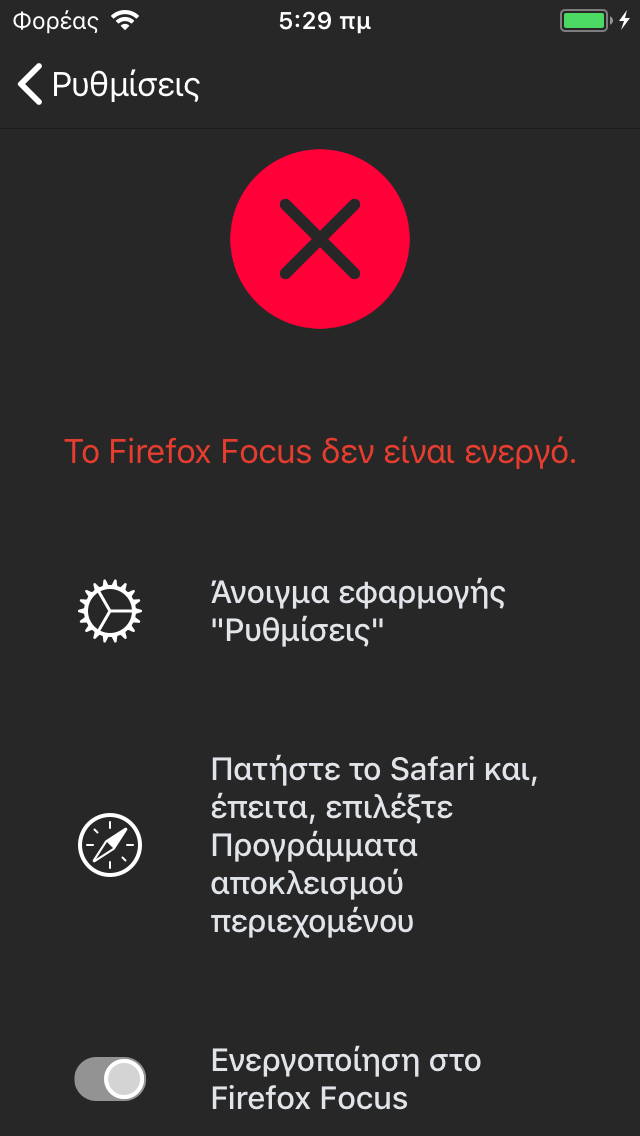 Φορέας 5:29 πμ
Ρυθμίσεις
Το Firefox Focus δεν είναι ενεργό.
Άνοιγμα εφαρμογής
"Ρυθμίσεις"
Πατήστε το Safari και,
έπειτα, επιλέξτε
Προγράμματα
αποκλεισμού
περιεχομένου
Ενεργοποίηση στο
Firefox Focus